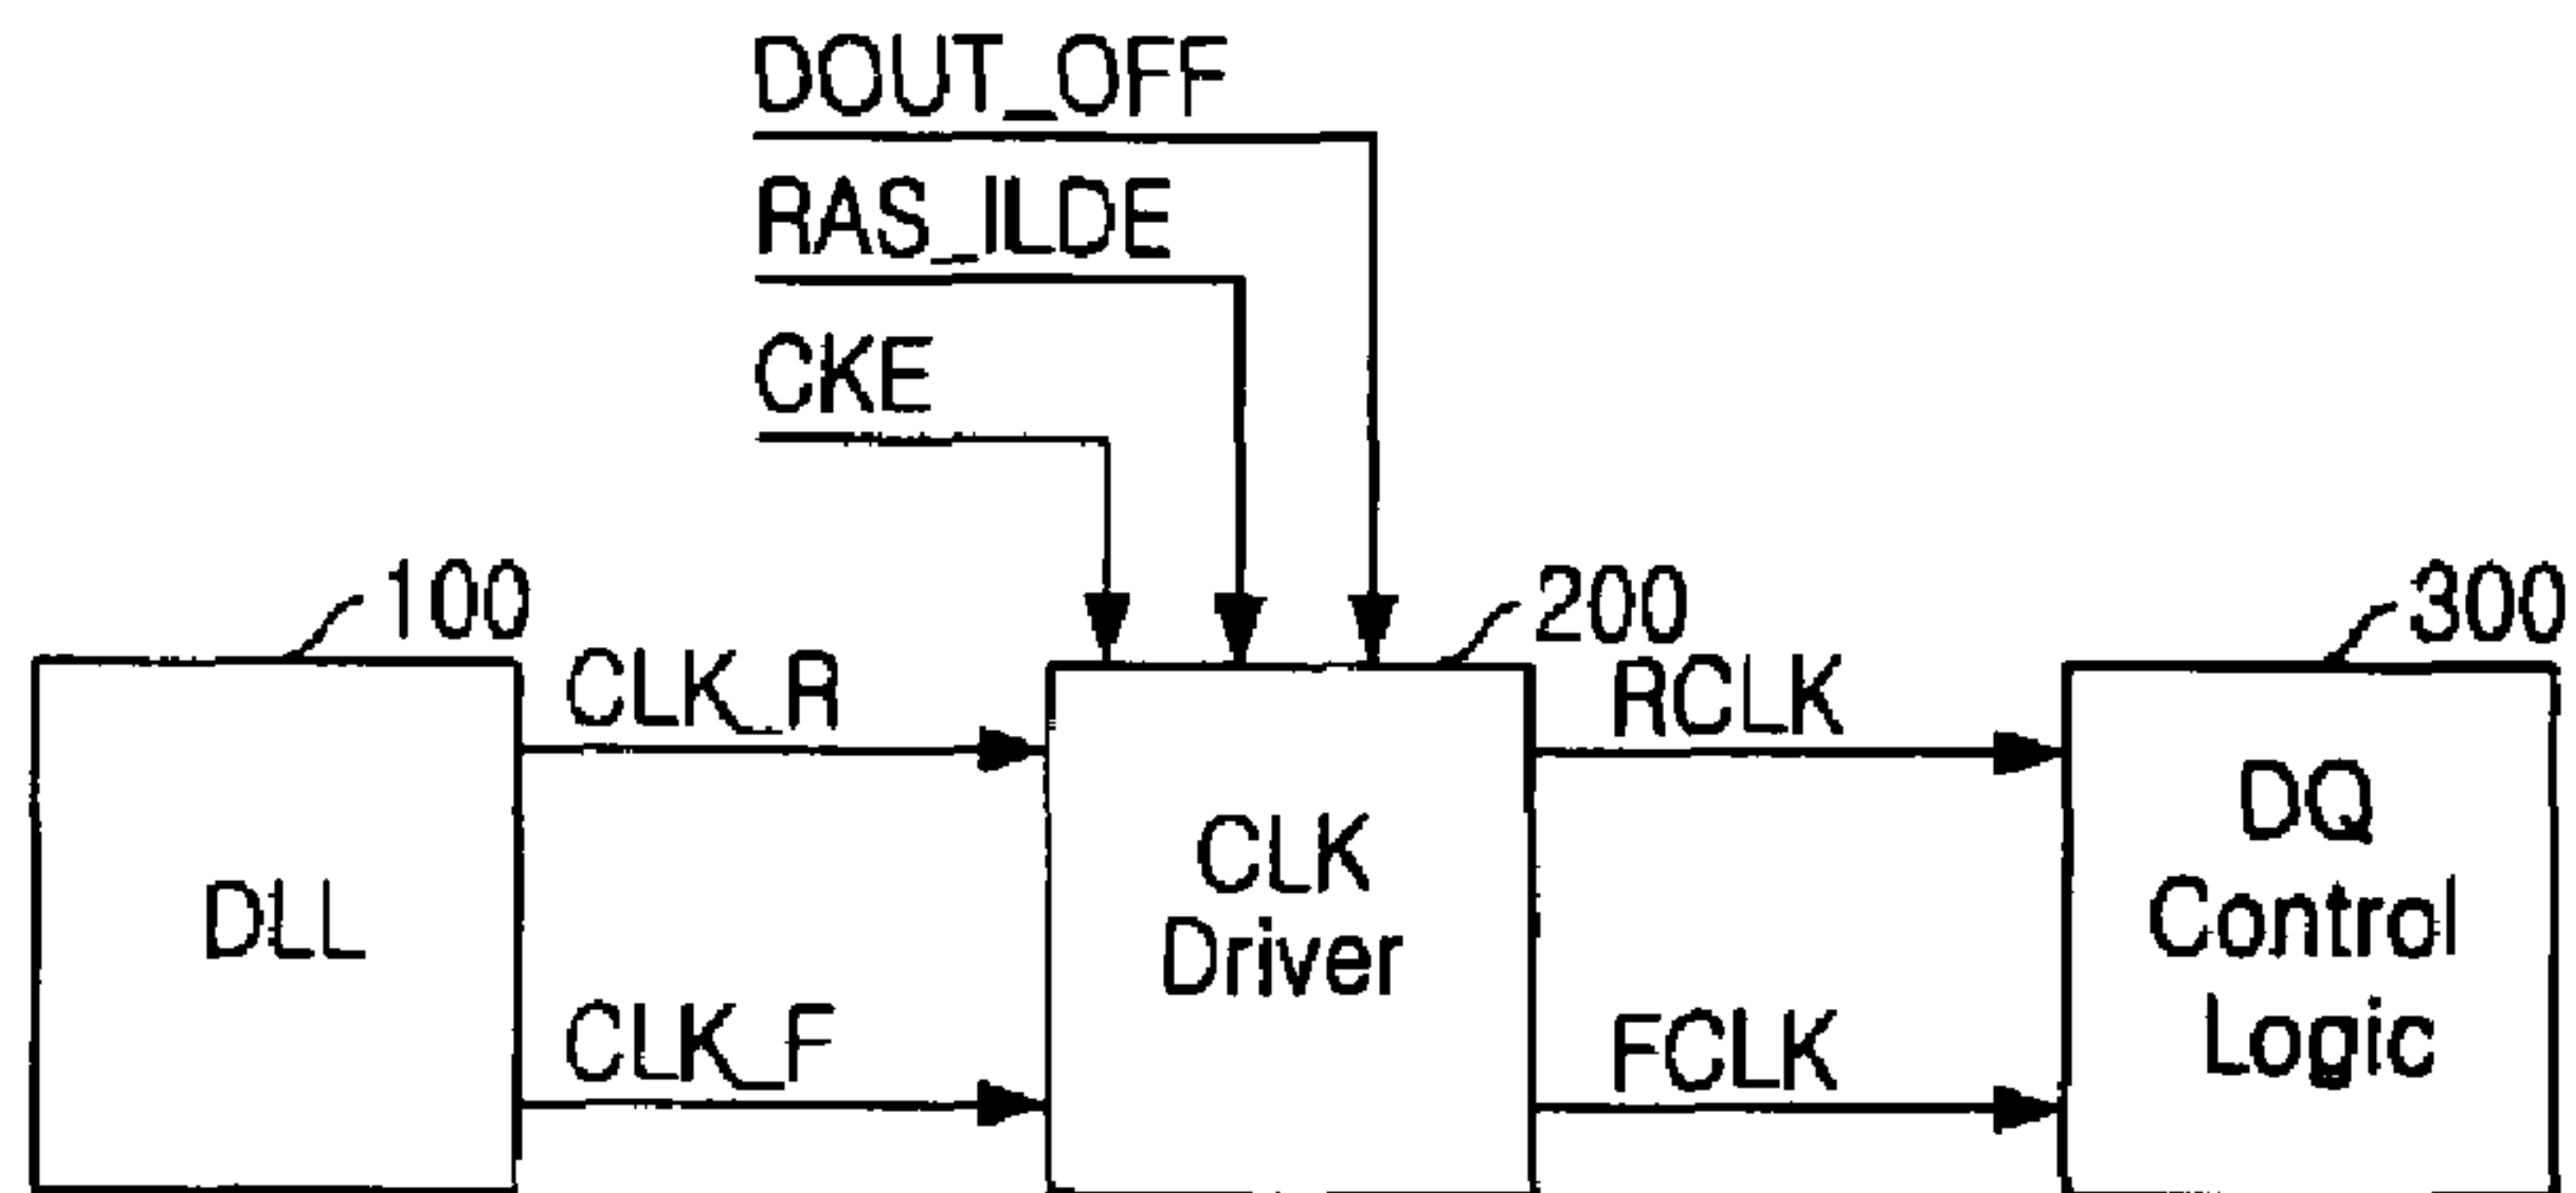 DOUT_OFF
RAS_ILDE
CKE
100
200
300
CLK_R
RCLK
DLL
CLK
Driver
DQ
Control
Logic
CLK_F
FCLK